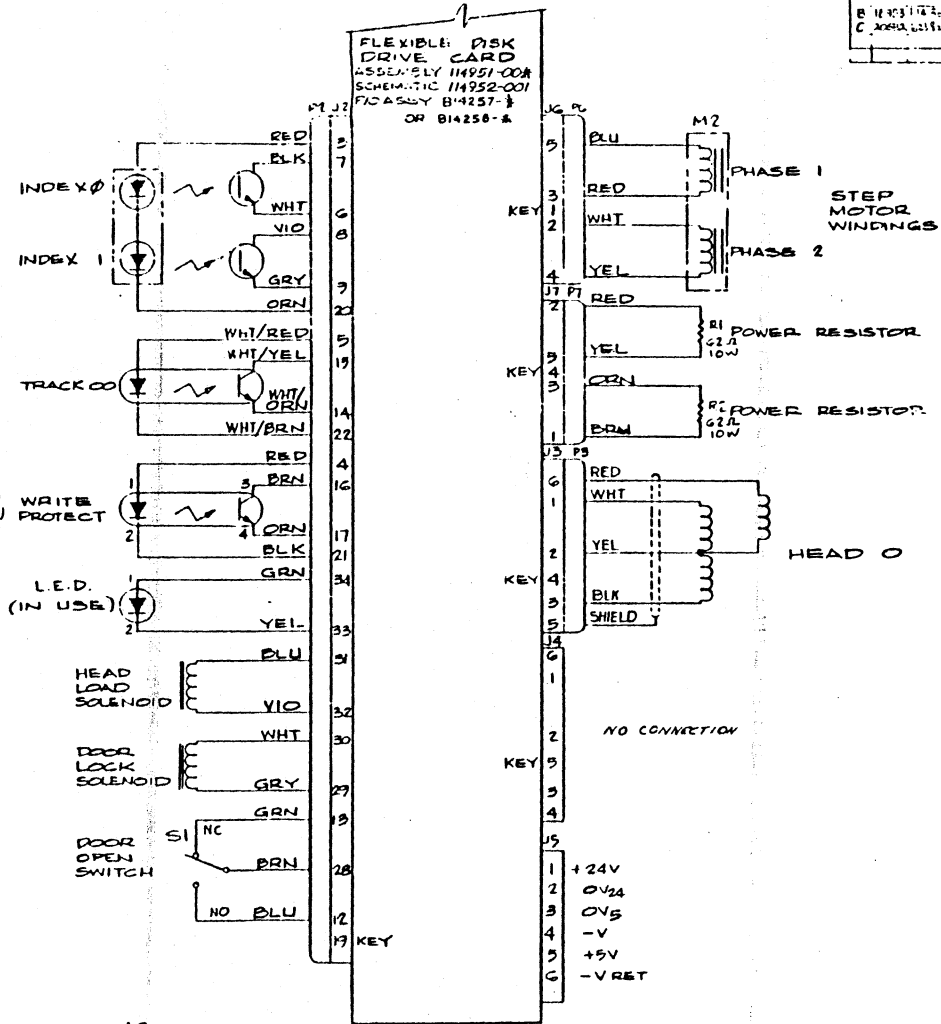 FLEXIBLE DISK
DRIVE CARD
ASSEMBLY 114951-00*
SCHEMATIC 114952-001
B14257-*
OR B14258-*
J2
RED 3
BLK 7
INDEX 0
WHT 6
VIO 8
INDEX 1
GRY 9
ORN 20
WHT/RED 5
WHT/YEL 15
TRACK 00
WHT/
ORN 14
WHT/BRN 22
RED 4
1 3 BRN 16
WRITE
PROTECT
2 4 ORN 17
BLK 21
GRN 34
L.E.D.
(IN USE)
1
2 YEL 33
BLU 31
HEAD
LOAD
SOLENOID
VIO 32
WHT 30
DOOR
LOCK
SOLENOID
GRY 29
GRN 13
S1 NC
DOOR
OPEN
SWITCH
BRN 28
NO BLU 12
19 KEY
J6 P6
M2
5 BLU
PHASE 1
3 RED
KEY 1
2 WHT
STEP
MOTOR
WINDINGS
PHASE 2
4 YEL
J7 P7
2 RED
R1
62Ω
10W
POWER RESISTOR
5 YEL
KEY 4
3 ORN
R2
62Ω
10W
POWER RESISTOR
1 BRN
J3 P3
6 RED
1 WHT
2 YEL
HEAD 0
KEY 4
3 BLK
5 SHIELD
J4
6
1
NO CONNECTION
2
KEY 5
3
4
J5
1 +24V
2 0V24
3 0V5
4 -V
5 +5V
6 -V RET